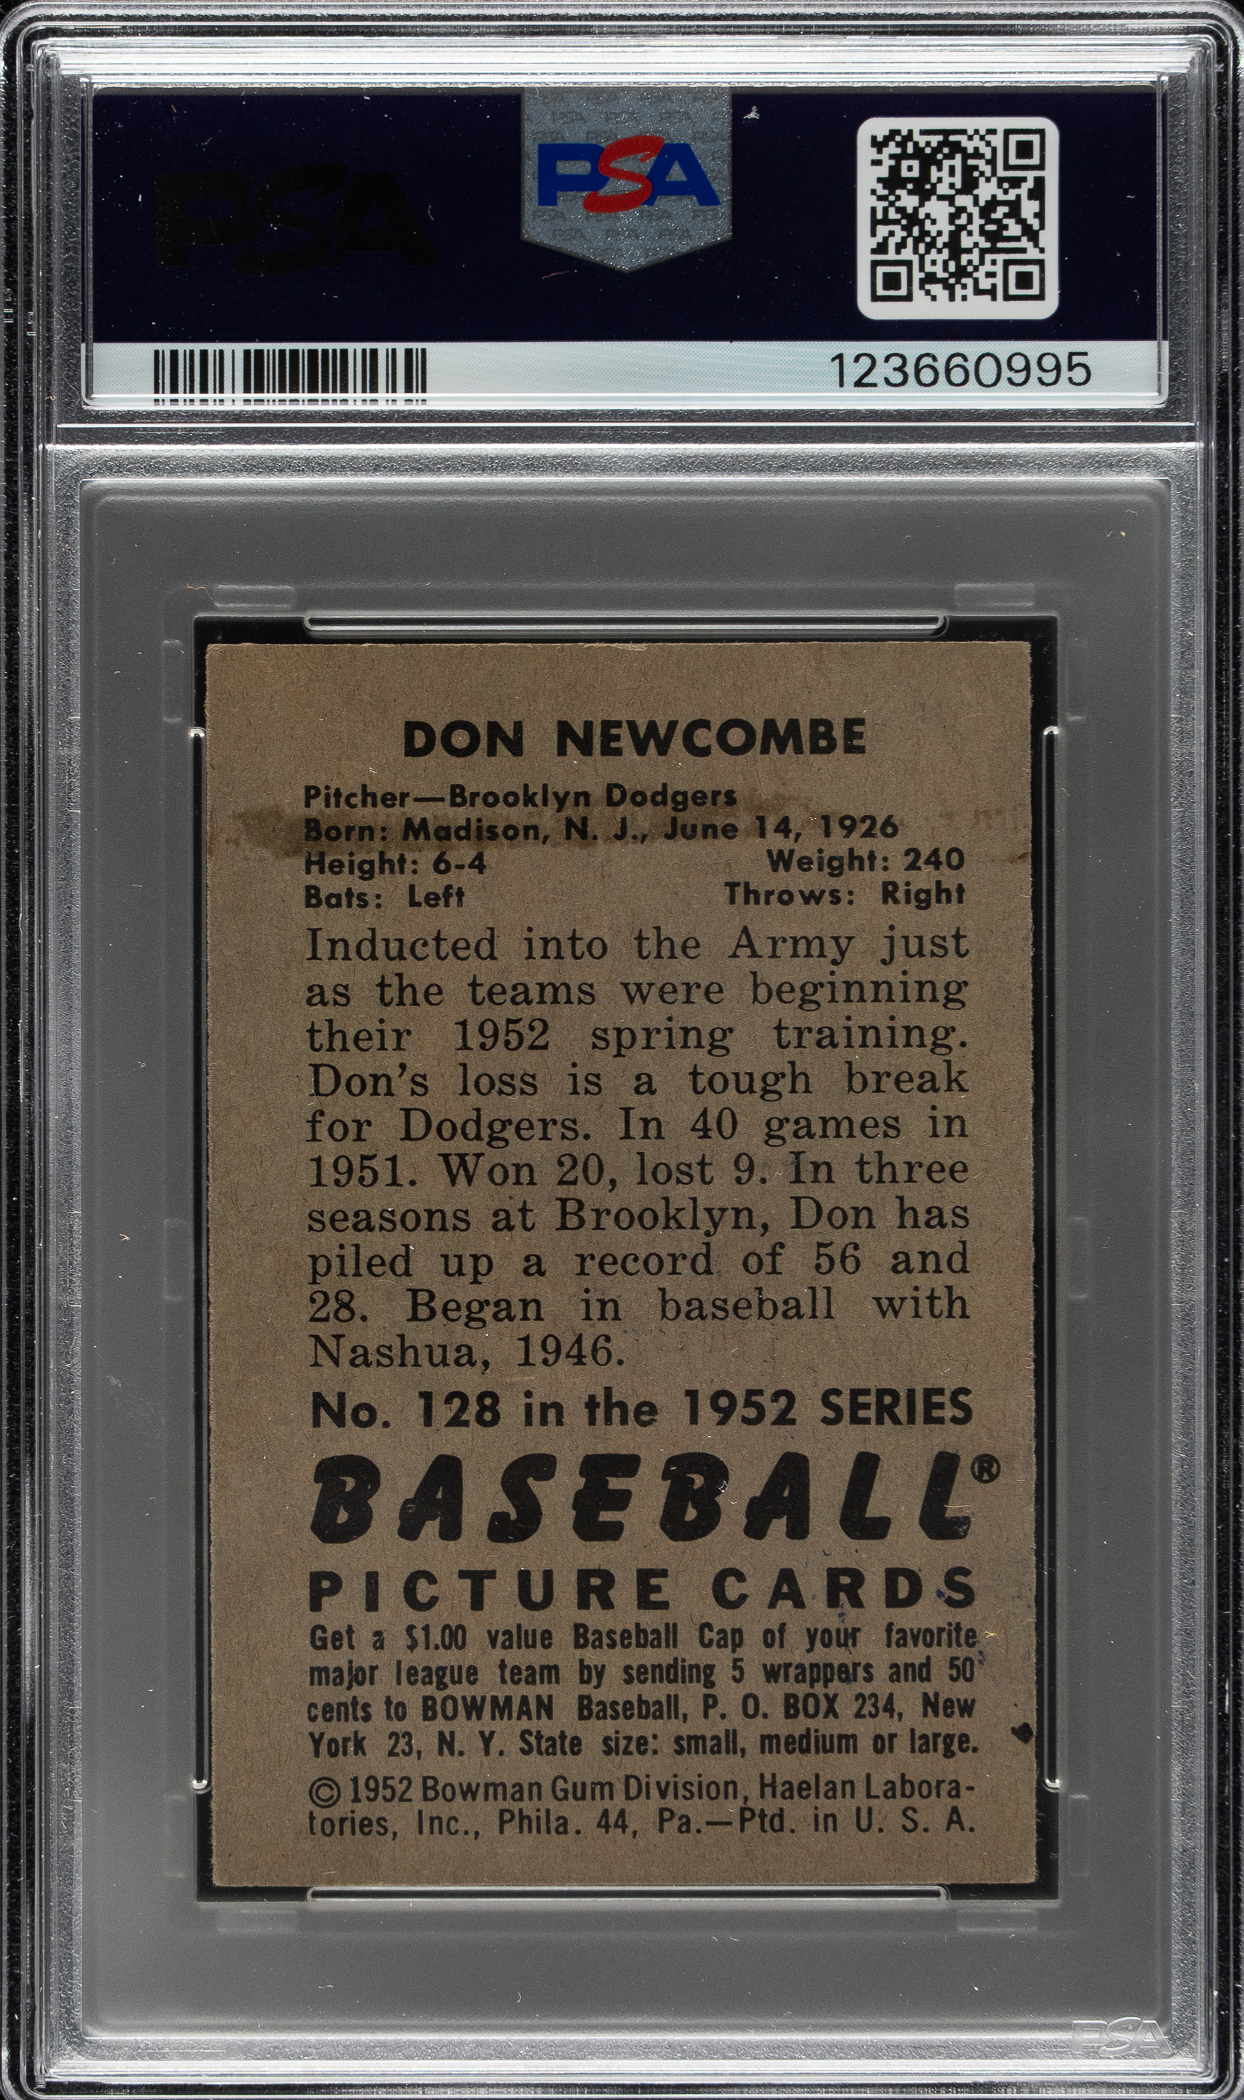 PSA
PSA
123660995
DON NEWCOMBE
Pitcher—Brooklyn Dodgers
Born: Madison, N. J., June 14, 1926
Height: 6-4 Weight: 240
Bats: Left Throws: Right
Inducted into the Army just
as the teams were beginning
their 1952 spring training.
Don's loss is a tough break
for Dodgers. In 40 games in
1951. Won 20, lost 9. In three
seasons at Brooklyn, Don has
piled up a record of 56 and
28. Began in baseball with
Nashua, 1946.
No. 128 in the 1952 SERIES
BASEBALL®
PICTURE CARDS
Get a $1.00 value Baseball Cap of your favorite
major league team by sending 5 wrappers and 50
cents to BOWMAN Baseball, P. O. BOX 234, New
York 23, N. Y. State size: small, medium or large.
© 1952 Bowman Gum Division, Haelan Labora-
tories, Inc., Phila. 44, Pa.—Ptd. in U. S. A.
PSA